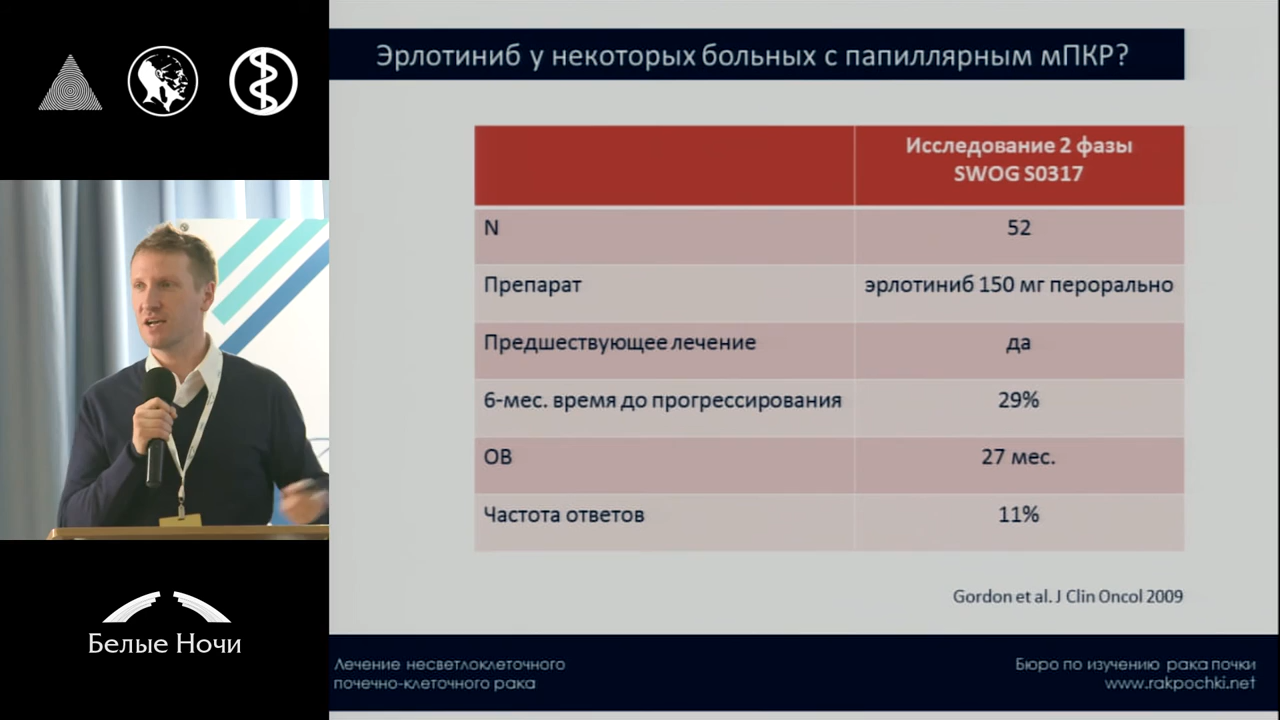 Эрлотиниб у некоторых больных с папиллярным мПКР?
Исследование 2 фазы
SWOG S0317
N
52
Препарат
эрлотиниб 150 мг перорально
Предшествующее лечение
да
6-мес. время до прогрессирования
29%
ОВ
27 мес.
Частота ответов
11%
Gordon et al. J Clin Oncol 2009
Белые Ночи
Лечение несветлоклеточного
почечно-клеточного рака
Бюро по изучению рака почки
www.rakpochki.net